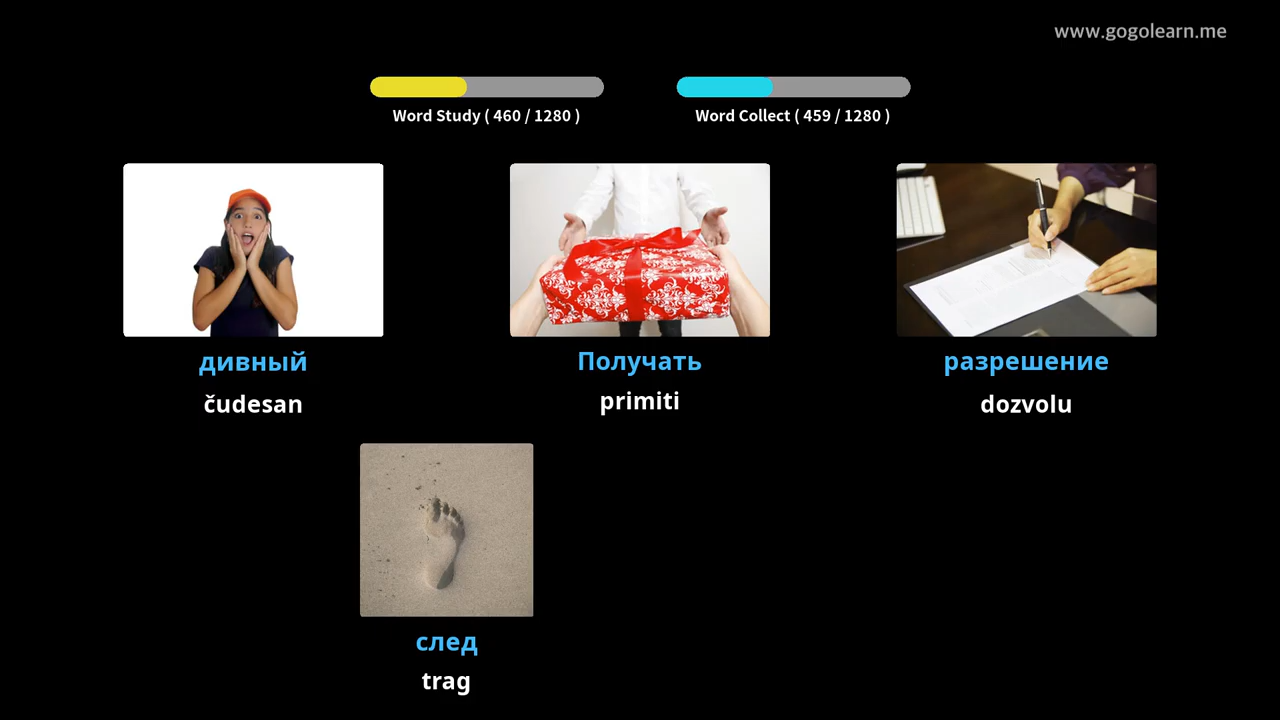 www.gogolearn.me
Word Study ( 460 / 1280 )
Word Collect ( 459 / 1280 )
дивный
Получать
разрешение
čudesan
primiti
dozvolu
след
trag